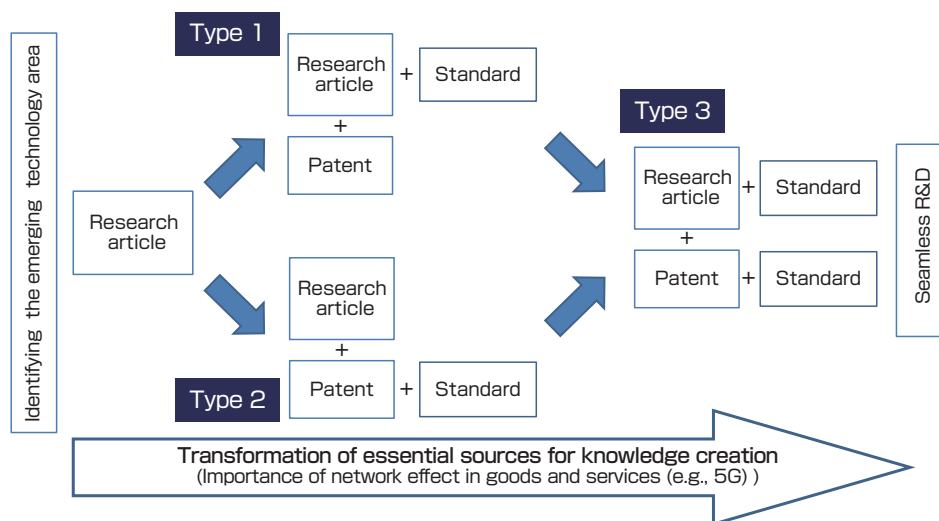 Identifying the emerging technology area
Research
article
Type 1
Research
article
+
Standard
+
Patent
Research
article
+
Type 2
Patent
+
Standard
Type 3
Research
article
+
Standard
+
Patent
+
Standard
Seamless R&D
Transformation of essential sources for knowledge creation
(Importance of network effect in goods and services (e.g., 5G) )